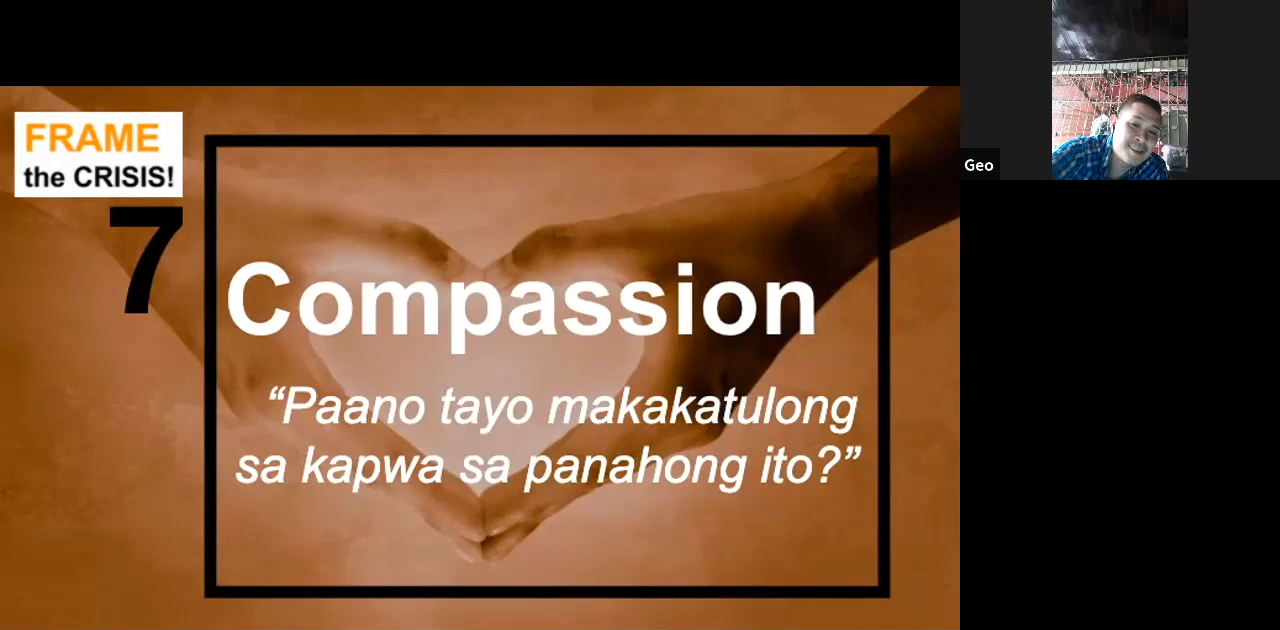 FRAME
the CRISIS!
7
Compassion
“Paano tayo makakatulong
sa kapwa sa panahong ito?”
Geo